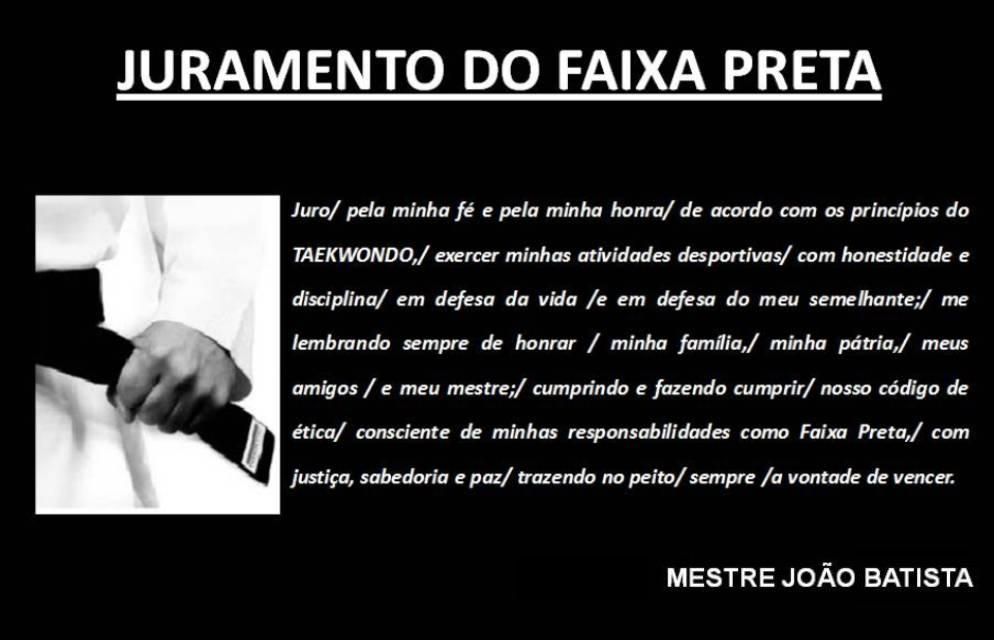 JURAMENTO DO FAIXA PRETA
Juro/ pela minha fé e pela minha honra/ de acordo com os princípios do
TAEKWONDO,/ exercer minhas atividades desportivas/ com honestidade e
disciplina/ em defesa da vida /e em defesa do meu semelhante;/ me
lembrando sempre de honrar / minha família,/ minha pátria,/ meus
amigos / e meu mestre;/ cumprindo e fazendo cumprir/ nosso código de
ética/ consciente de minhas responsabilidades como Faixa Preta,/ com
justiça, sabedoria e paz/ trazendo no peito/ sempre /a vontade de vencer.
MESTRE JOÃO BATISTA